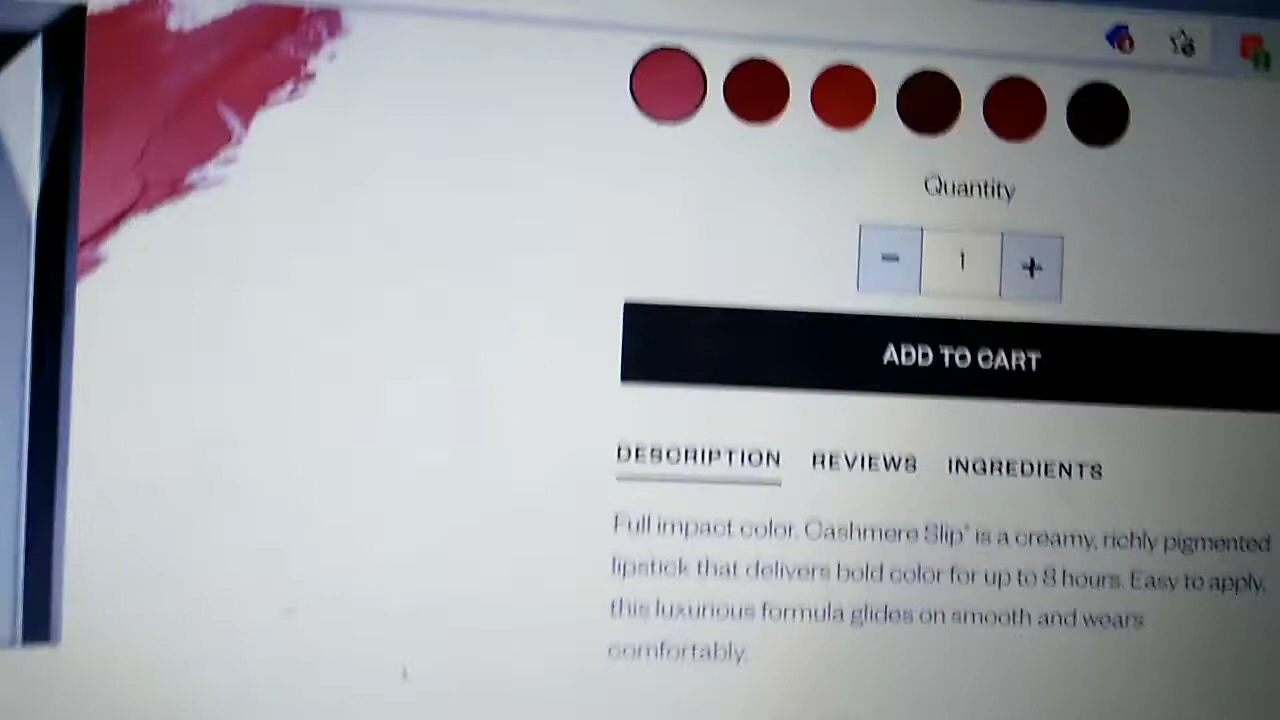 Quantity
- 1 +
ADD TO CART
DESCRIPTION REVIEWS INGREDIENTS
Full impact color. Cashmere Slip® is a creamy, richly pigmented
lipstick that delivers bold color for up to 8 hours. Easy to apply,
this luxurious formula glides on smooth and wears
comfortably.